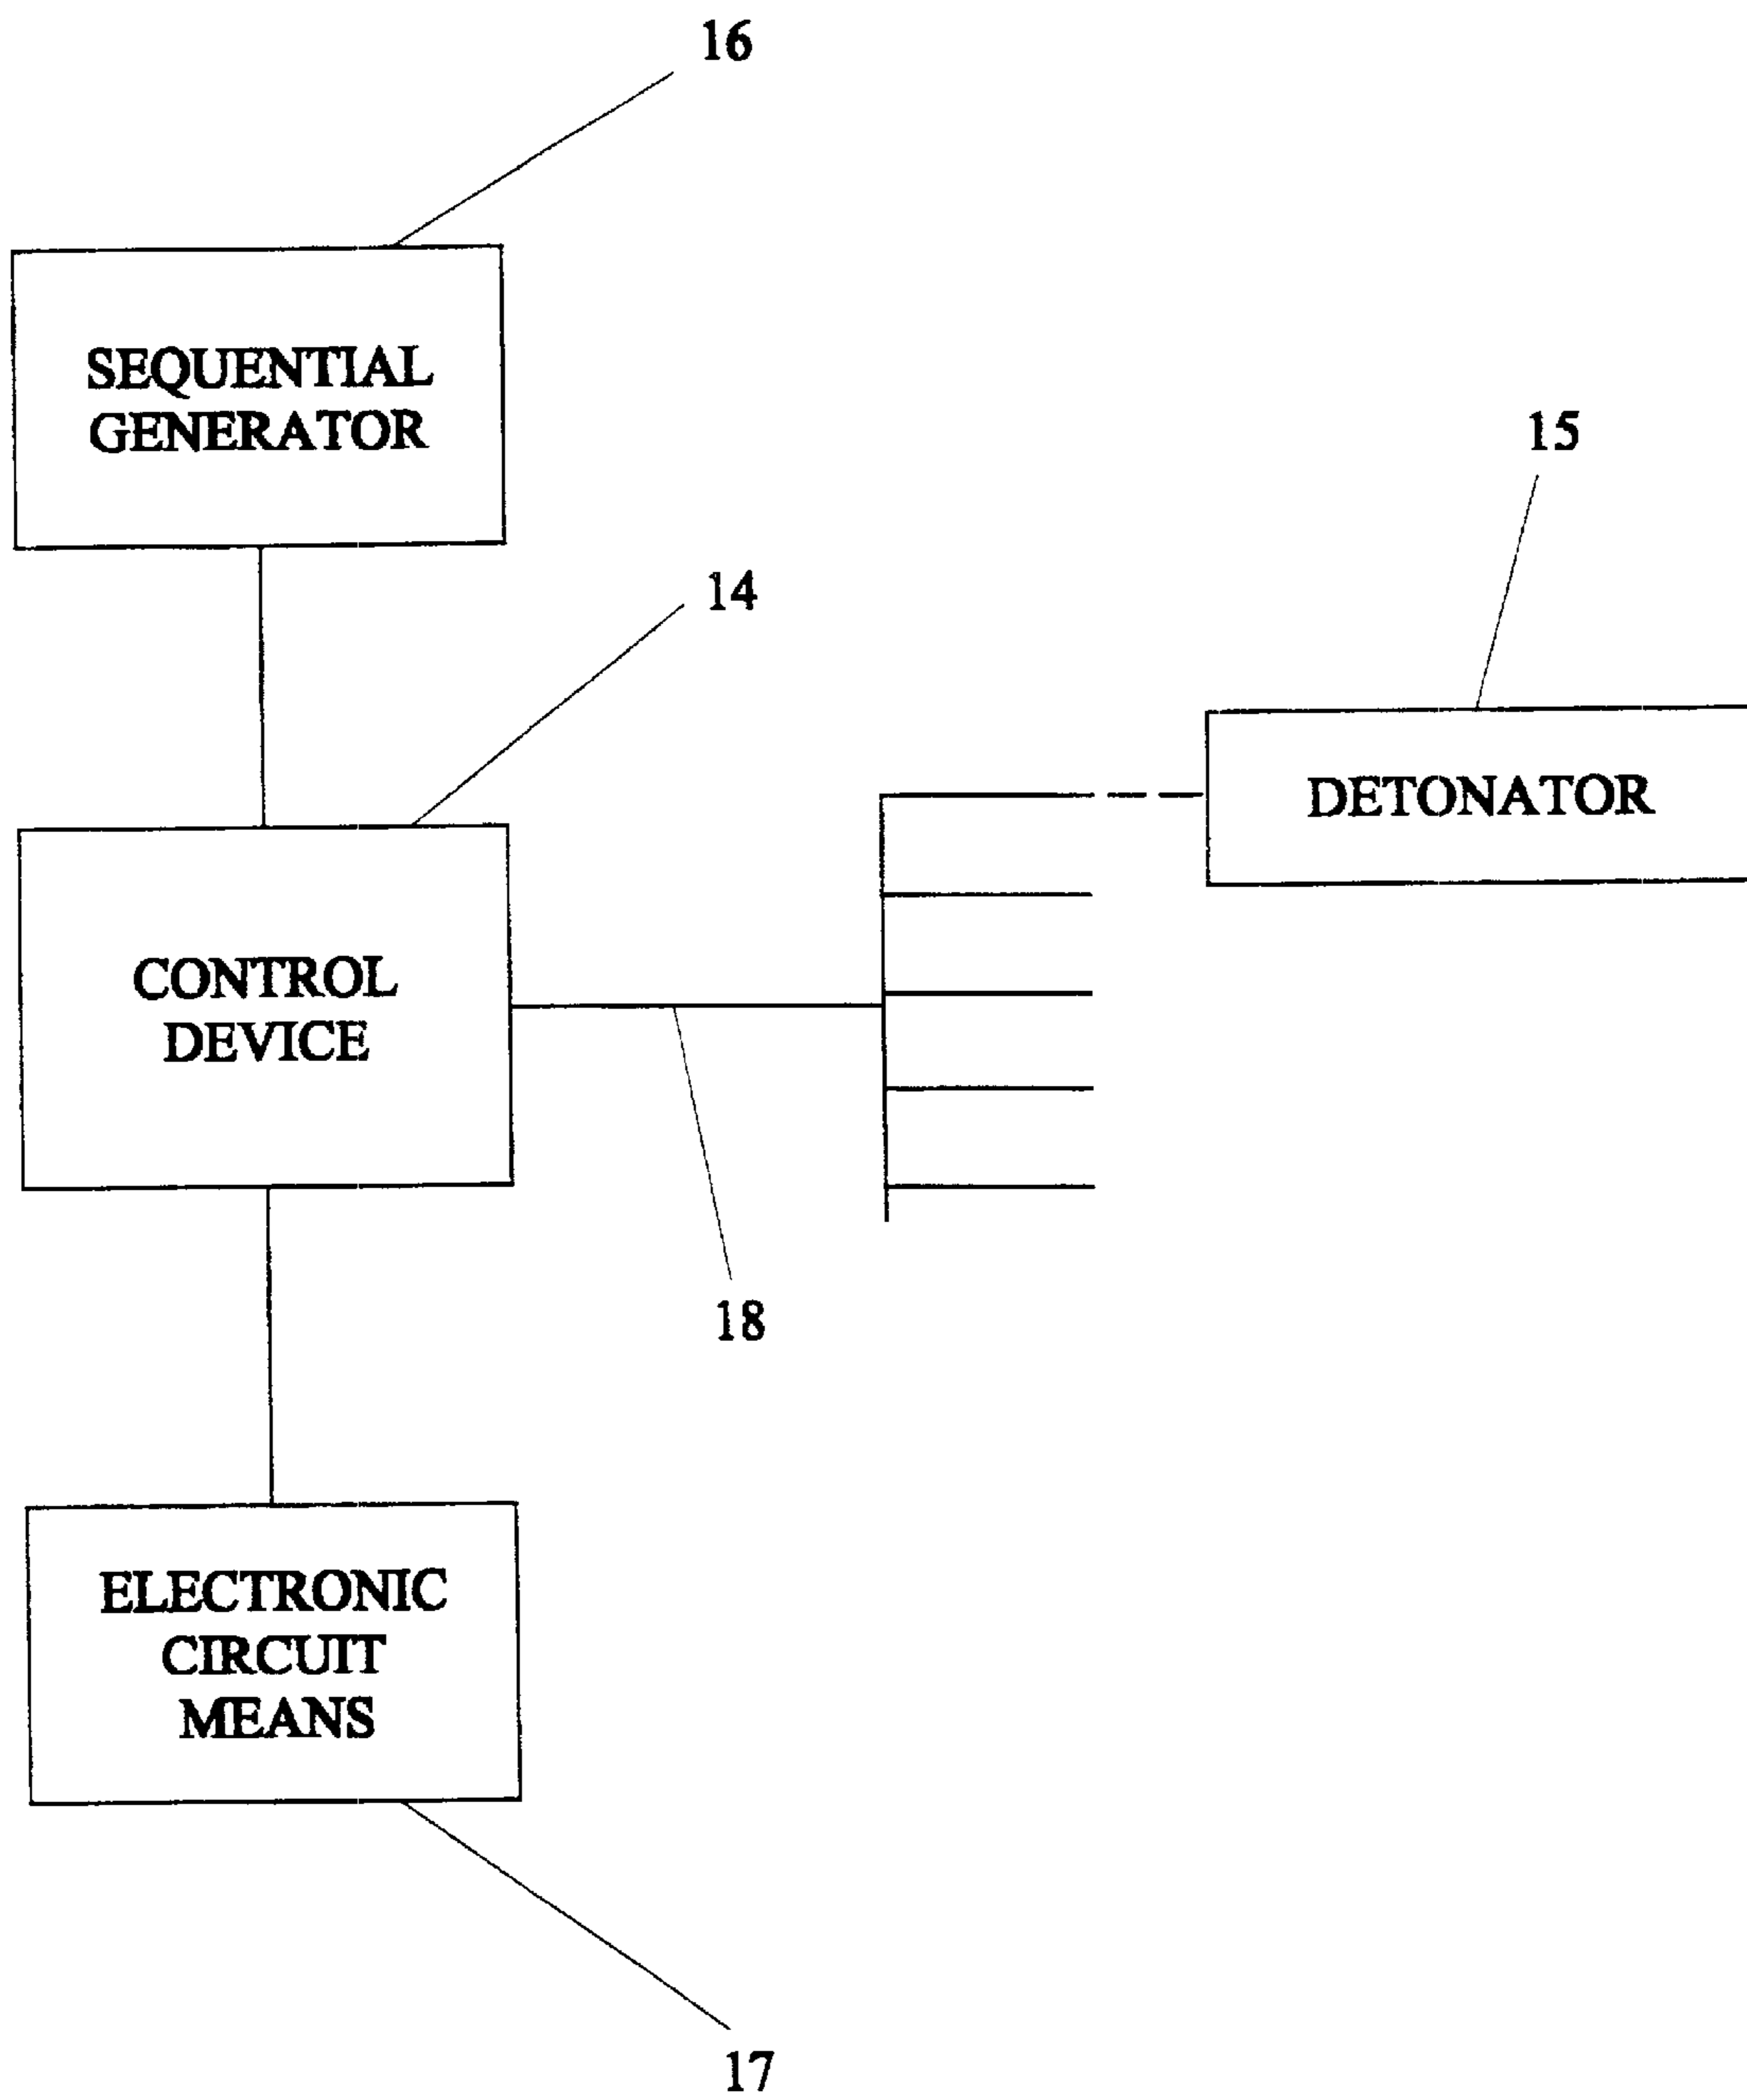 16
SEQUENTIAL
GENERATOR
15
14
DETONATOR
CONTROL
DEVICE
18
ELECTRONIC
CIRCUIT
MEANS
17